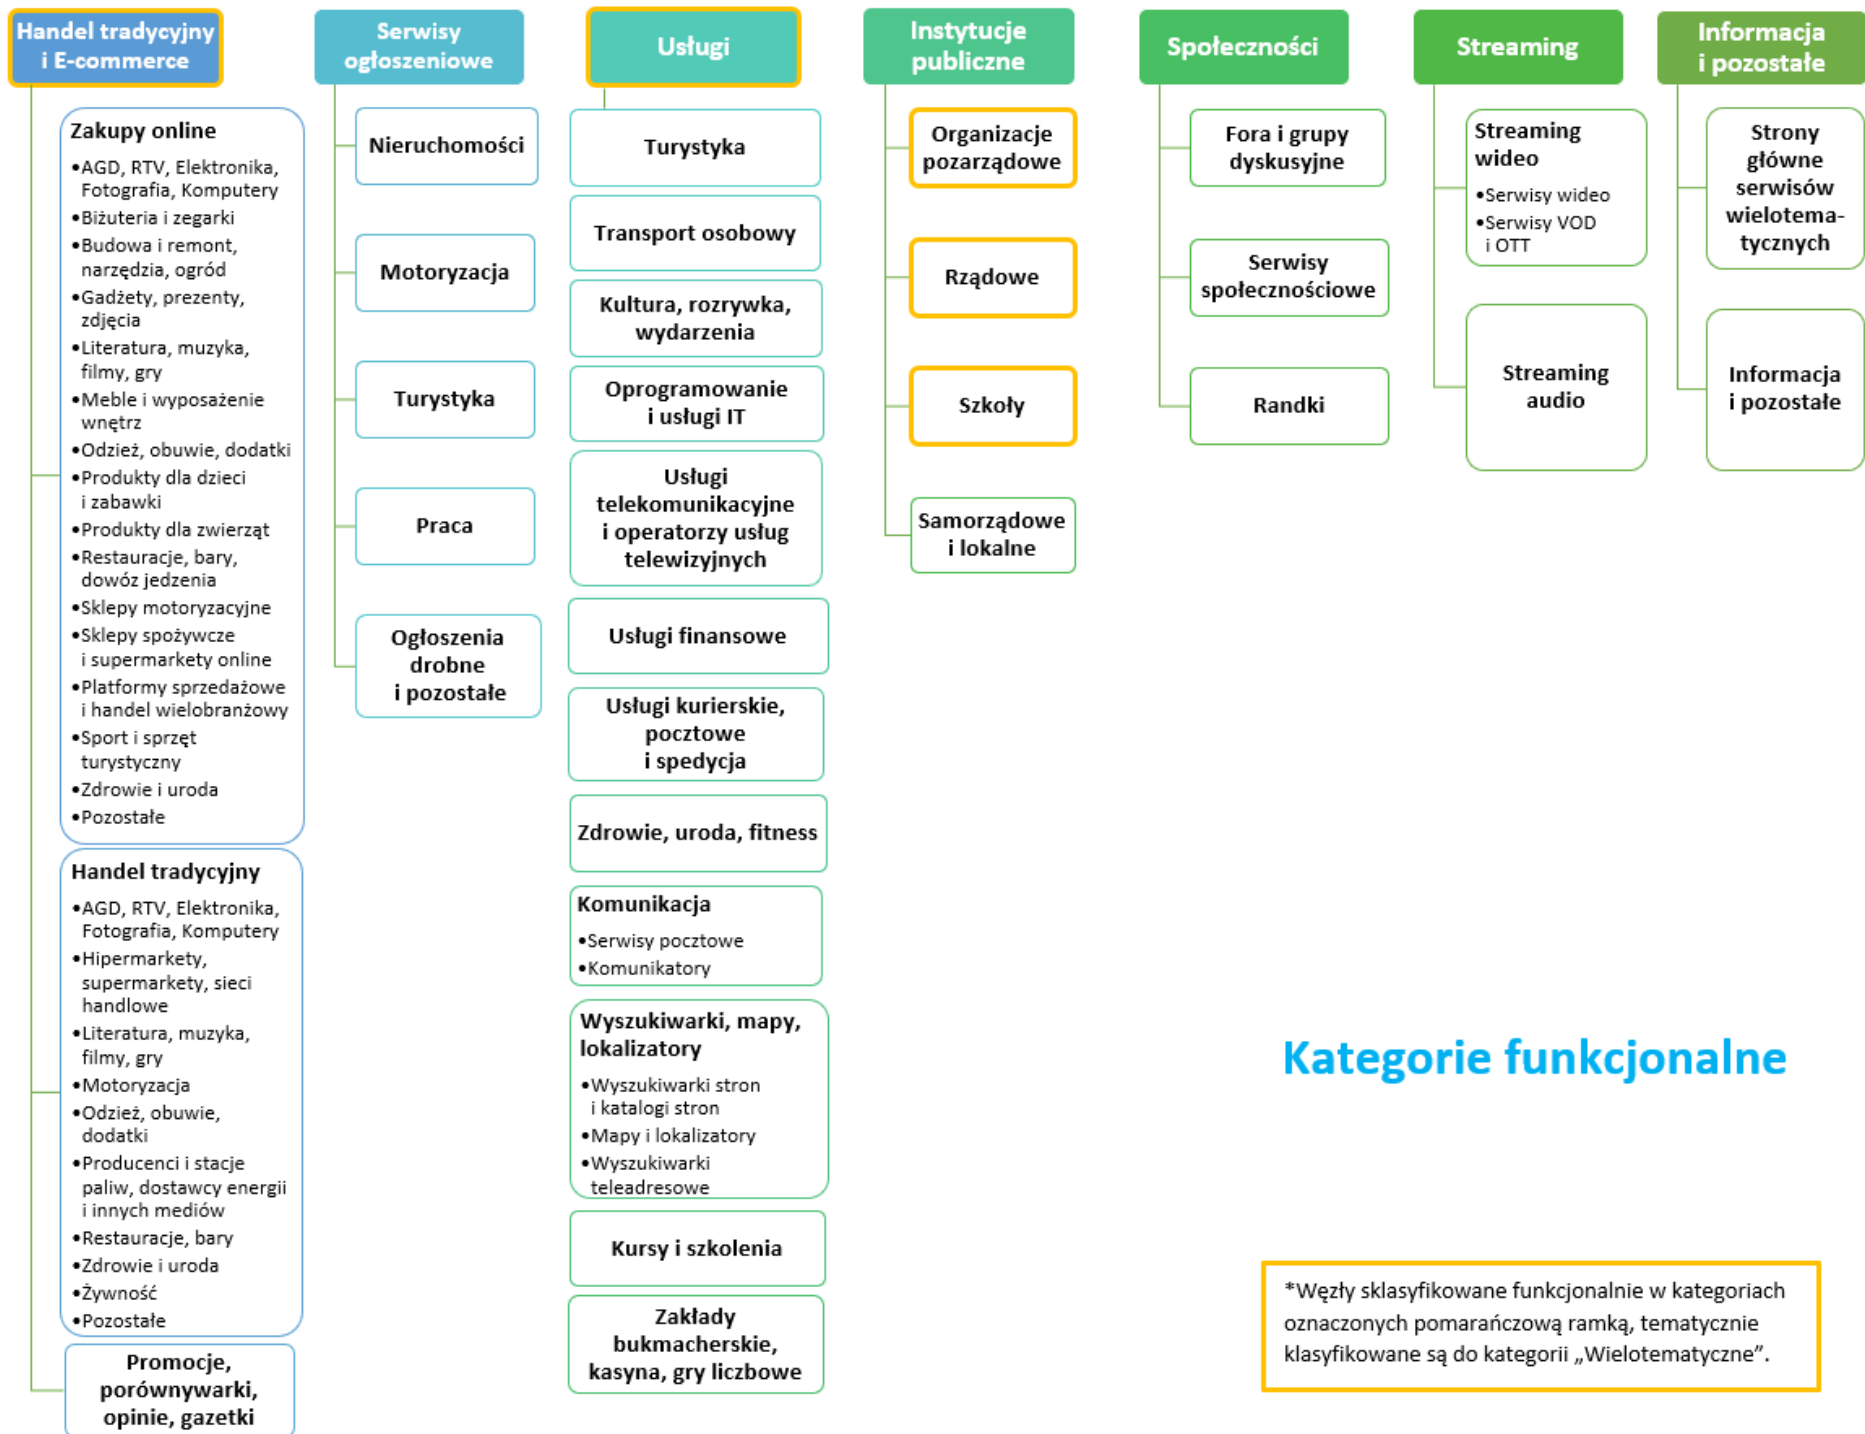 Handel tradycyjny
i E-commerce
Zakupy online
•AGD, RTV, Elektronika,
Fotografia, Komputery
•Biżuteria i zegarki
•Budowa i remont,
narzędzia, ogród
•Gadżety, prezenty,
zdjęcia
•Literatura, muzyka,
filmy, gry
•Meble i wyposażenie
wnętrz
•Odzież, obuwie, dodatki
•Produkty dla dzieci
i zabawki
•Produkty dla zwierząt
•Restauracje, bary,
dowóz jedzenia
•Sklepy motoryzacyjne
•Sklepy spożywcze
i supermarkety online
•Platformy sprzedażowe
i handel wielobranżowy
•Sport i sprzęt
turystyczny
•Zdrowie i uroda
•Pozostałe
Handel tradycyjny
•AGD, RTV, Elektronika,
Fotografia, Komputery
•Hipermarkety,
supermarkety, sieci
handlowe
•Literatura, muzyka,
filmy, gry
•Motoryzacja
•Odzież, obuwie,
dodatki
•Producenci i stacje
paliw, dostawcy energii
i innych mediów
•Restauracje, bary
•Zdrowie i uroda
•Żywność
•Pozostałe
Promocje,
porównywarki,
opinie, gazetki
Serwisy
ogłoszeniowe
Nieruchomości
Motoryzacja
Turystyka
Praca
Ogłoszenia
drobne
i pozostałe
Usługi
Turystyka
Transport osobowy
Kultura, rozrywka,
wydarzenia
Oprogramowanie
i usługi IT
Usługi
telekomunikacyjne
i operatorzy usług
telewizyjnych
Usługi finansowe
Usługi kurierskie,
pocztowe
i spedycja
Zdrowie, uroda, fitness
Komunikacja
•Serwisy pocztowe
•Komunikatory
Wyszukiwarki, mapy,
lokalizatory
•Wyszukiwarki stron
i katalogi stron
•Mapy i lokalizatory
•Wyszukiwarki
teleadresowe
Kursy i szkolenia
Zakłady
bukmacherskie,
kasyna, gry liczbowe
Instytucje
publiczne
Organizacje
pozarządowe
Rządowe
Szkoły
Samorządowe
i lokalne
Społeczności
Fora i grupy
dyskusyjne
Serwisy
społecznościowe
Randki
Streaming
Streaming
wideo
•Serwisy wideo
•Serwisy VOD
i OTT
Streaming
audio
Informacja
i pozostałe
Strony
główne
serwisów
wielotema-
tycznych
Informacja
i pozostałe
Kategorie funkcjonalne
*Węzły sklasyfikowane funkcjonalnie w kategoriach
oznaczonych pomarańczową ramką, tematycznie
klasyfikowane są do kategorii „Wielotematyczne”.